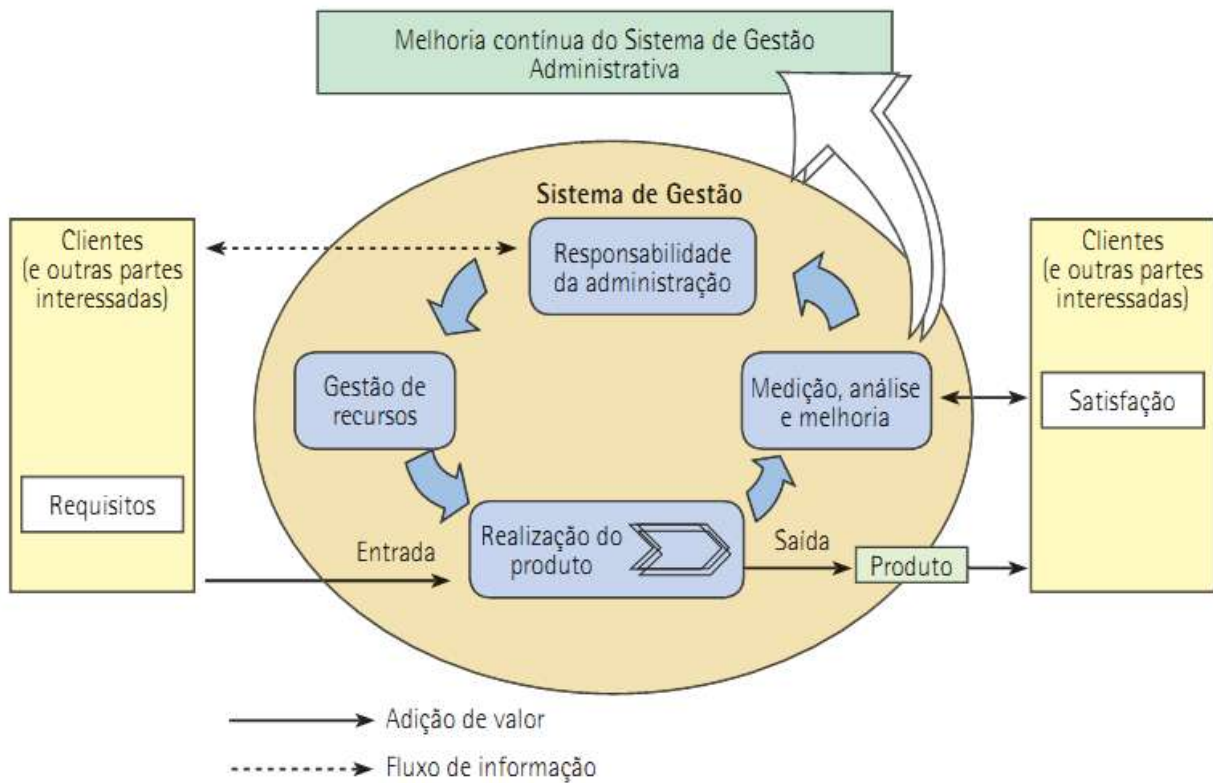 Melhoria contínua do Sistema de Gestão
Administrativa
Sistema de Gestão
Clientes
(e outras partes
interessadas)
Responsabilidade
da administração
Clientes
(e outras partes
interessadas)
Gestão de
recursos
Medição, análise
e melhoria
Satisfação
Requisitos
Entrada
Realização do
produto
Saída
Produto
Adição de valor
Fluxo de informação